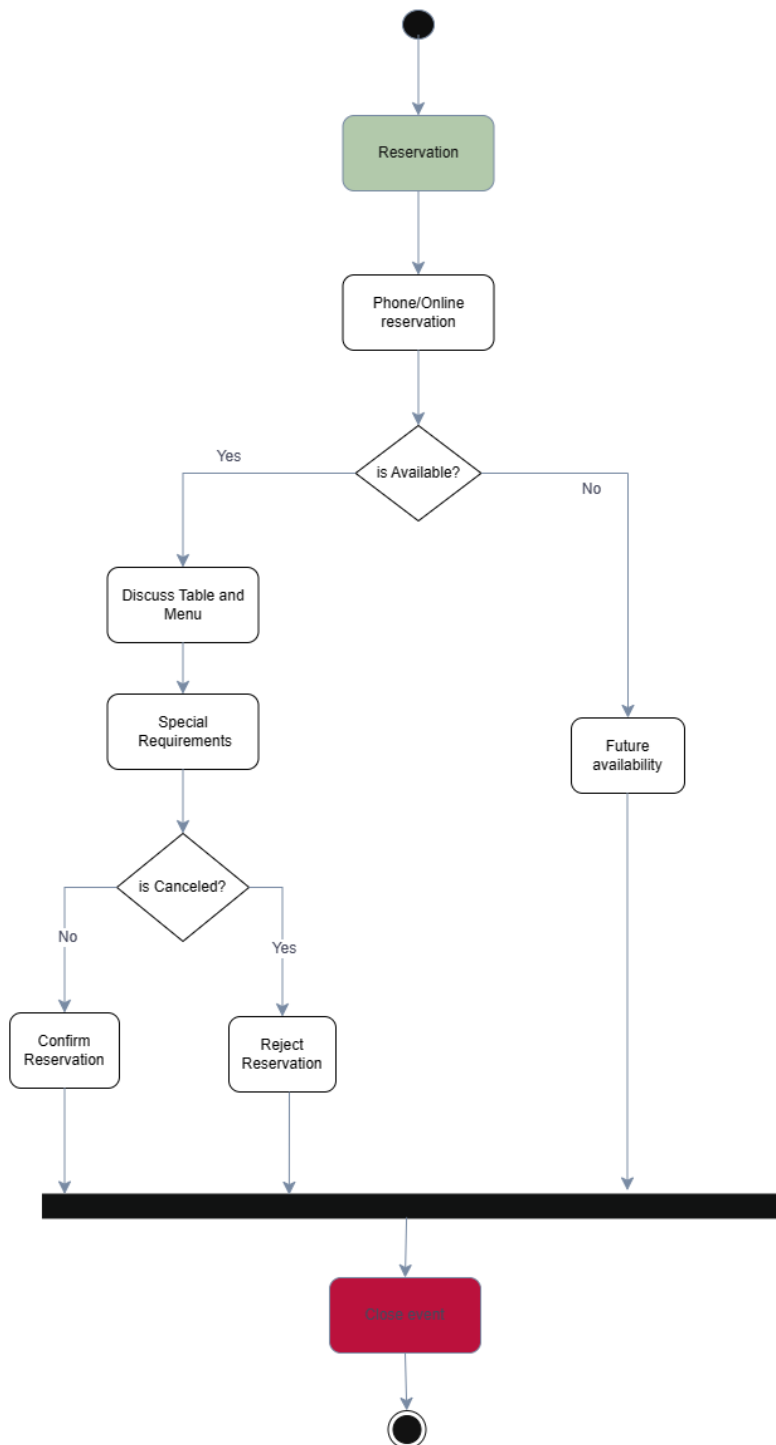 Reservation
Phone/Online
reservation
is Available?
Yes
No
Discuss Table and
Menu
Special
Requirements
Future
availability
is Canceled?
No
Yes
Confirm
Reservation
Reject
Reservation
Close event